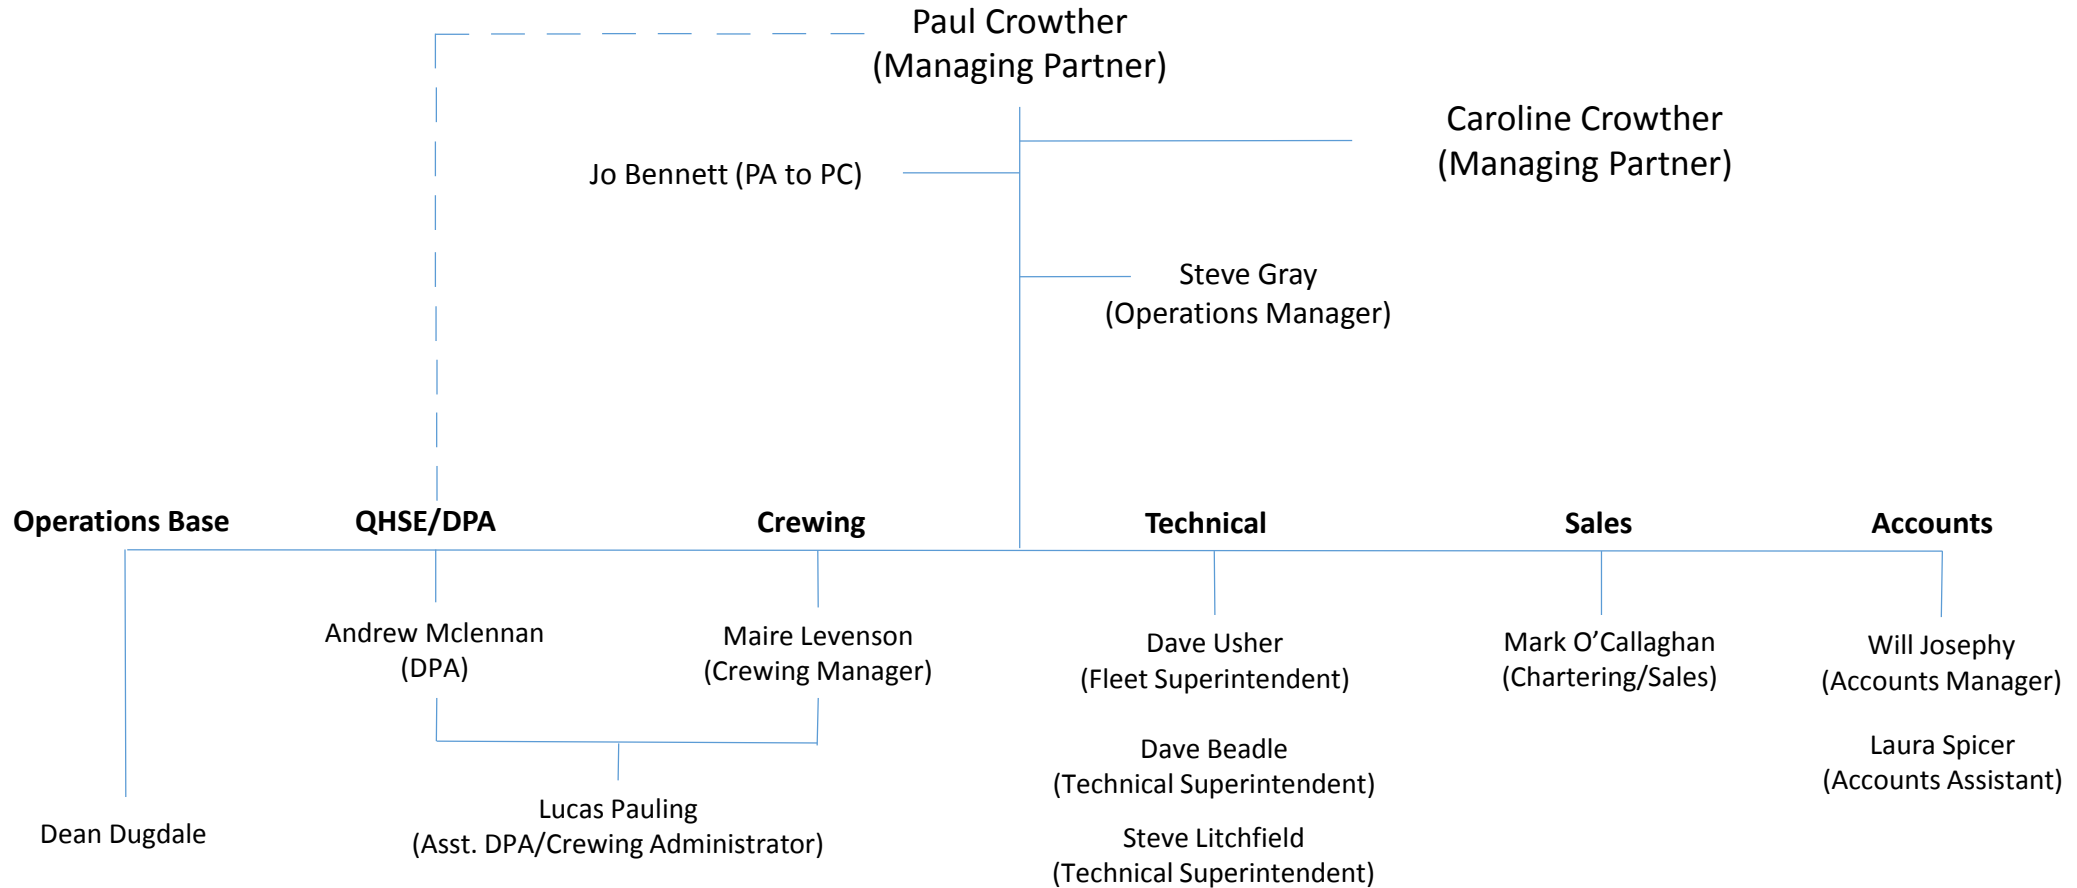 Paul Crowther
(Managing Partner)
Caroline Crowther
(Managing Partner)
Jo Bennett (PA to PC)
Steve Gray
(Operations Manager)
Operations Base
QHSE/DPA
Crewing
Technical
Sales
Accounts
Andrew Mclennan
(DPA)
Maire Levenson
(Crewing Manager)
Dave Usher
(Fleet Superintendent)
Mark O’Callaghan
(Chartering/Sales)
Will Josephy
(Accounts Manager)
Dave Beadle
(Technical Superintendent)
Laura Spicer
(Accounts Assistant)
Dean Dugdale
Lucas Pauling
(Asst. DPA/Crewing Administrator)
Steve Litchfield
(Technical Superintendent)